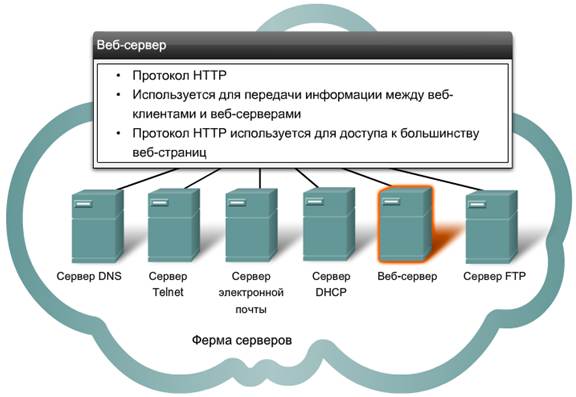 Веб-сервер
• Протокол HTTP
• Используется для передачи информации между веб-
клиентами и веб-серверами
• Протокол HTTP используется для доступа к большинству
веб-страниц
Сервер DNS
Сервер
Telnet
Сервер
электронной
почты
Сервер
DHCP
Веб-сервер
Сервер FTP
Ферма серверов